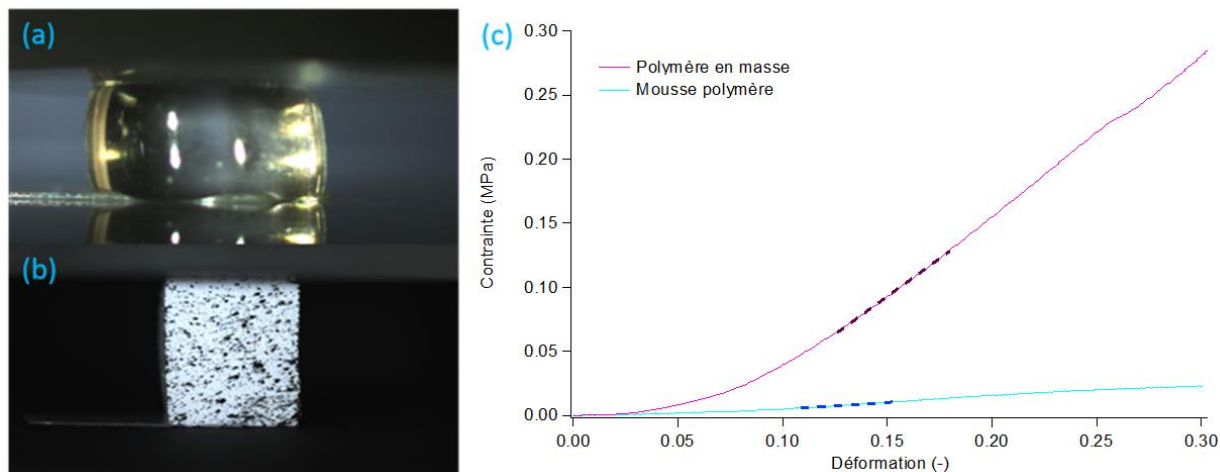 (a)
(b)
(c)
Polymère en masse
Mousse polymère
Contrainte (MPa)
0.30
0.25
0.20
0.15
0.10
0.05
0.00
0.00 0.05 0.10 0.15 0.20 0.25 0.30
Déformation (-)